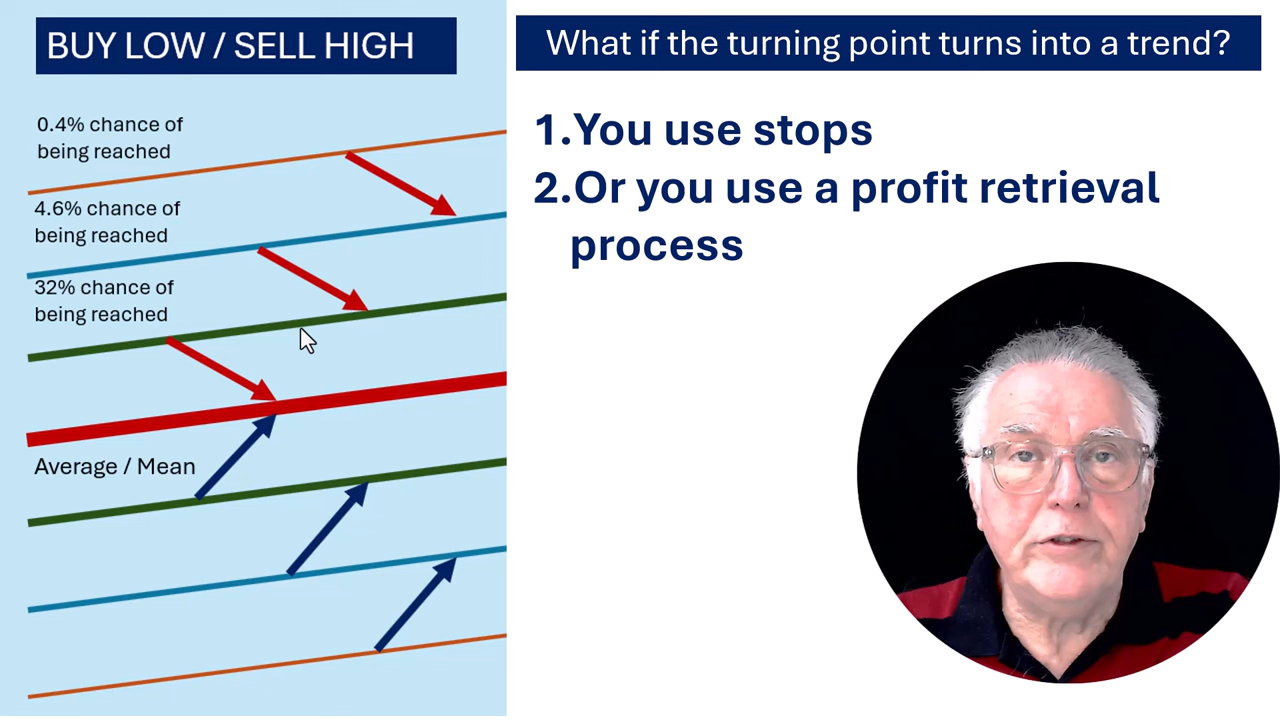 BUY LOW / SELL HIGH
What if the turning point turns into a trend?
0.4% chance of
being reached
4.6% chance of
being reached
32% chance of
being reached
Average / Mean
1.You use stops
2.Or you use a profit retrieval
process